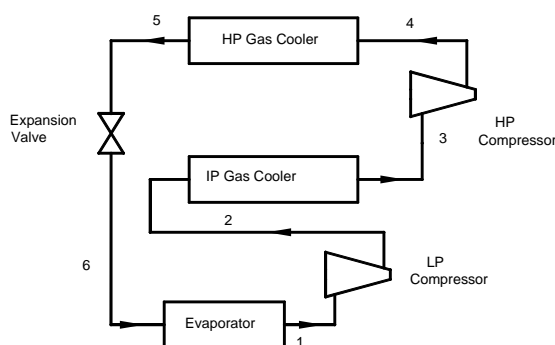 5
HP Gas Cooler
4
Expansion
Valve
HP
Compressor
3
IP Gas Cooler
2
6
LP
Compressor
Evaporator
1